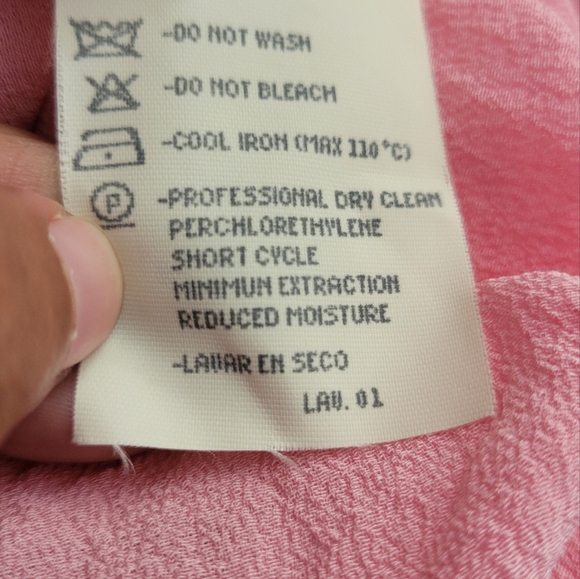 -DO NOT WASH
-DO NOT BLEACH
-COOL IRON (MAX 110°C)
P
-PROFESSIONAL DRY CLEAN
PERCHLORETHYLENE
SHORT CYCLE
MINIMUN EXTRACTION
REDUCED MOISTURE
-LAVAR EN SECO
LAV. 01